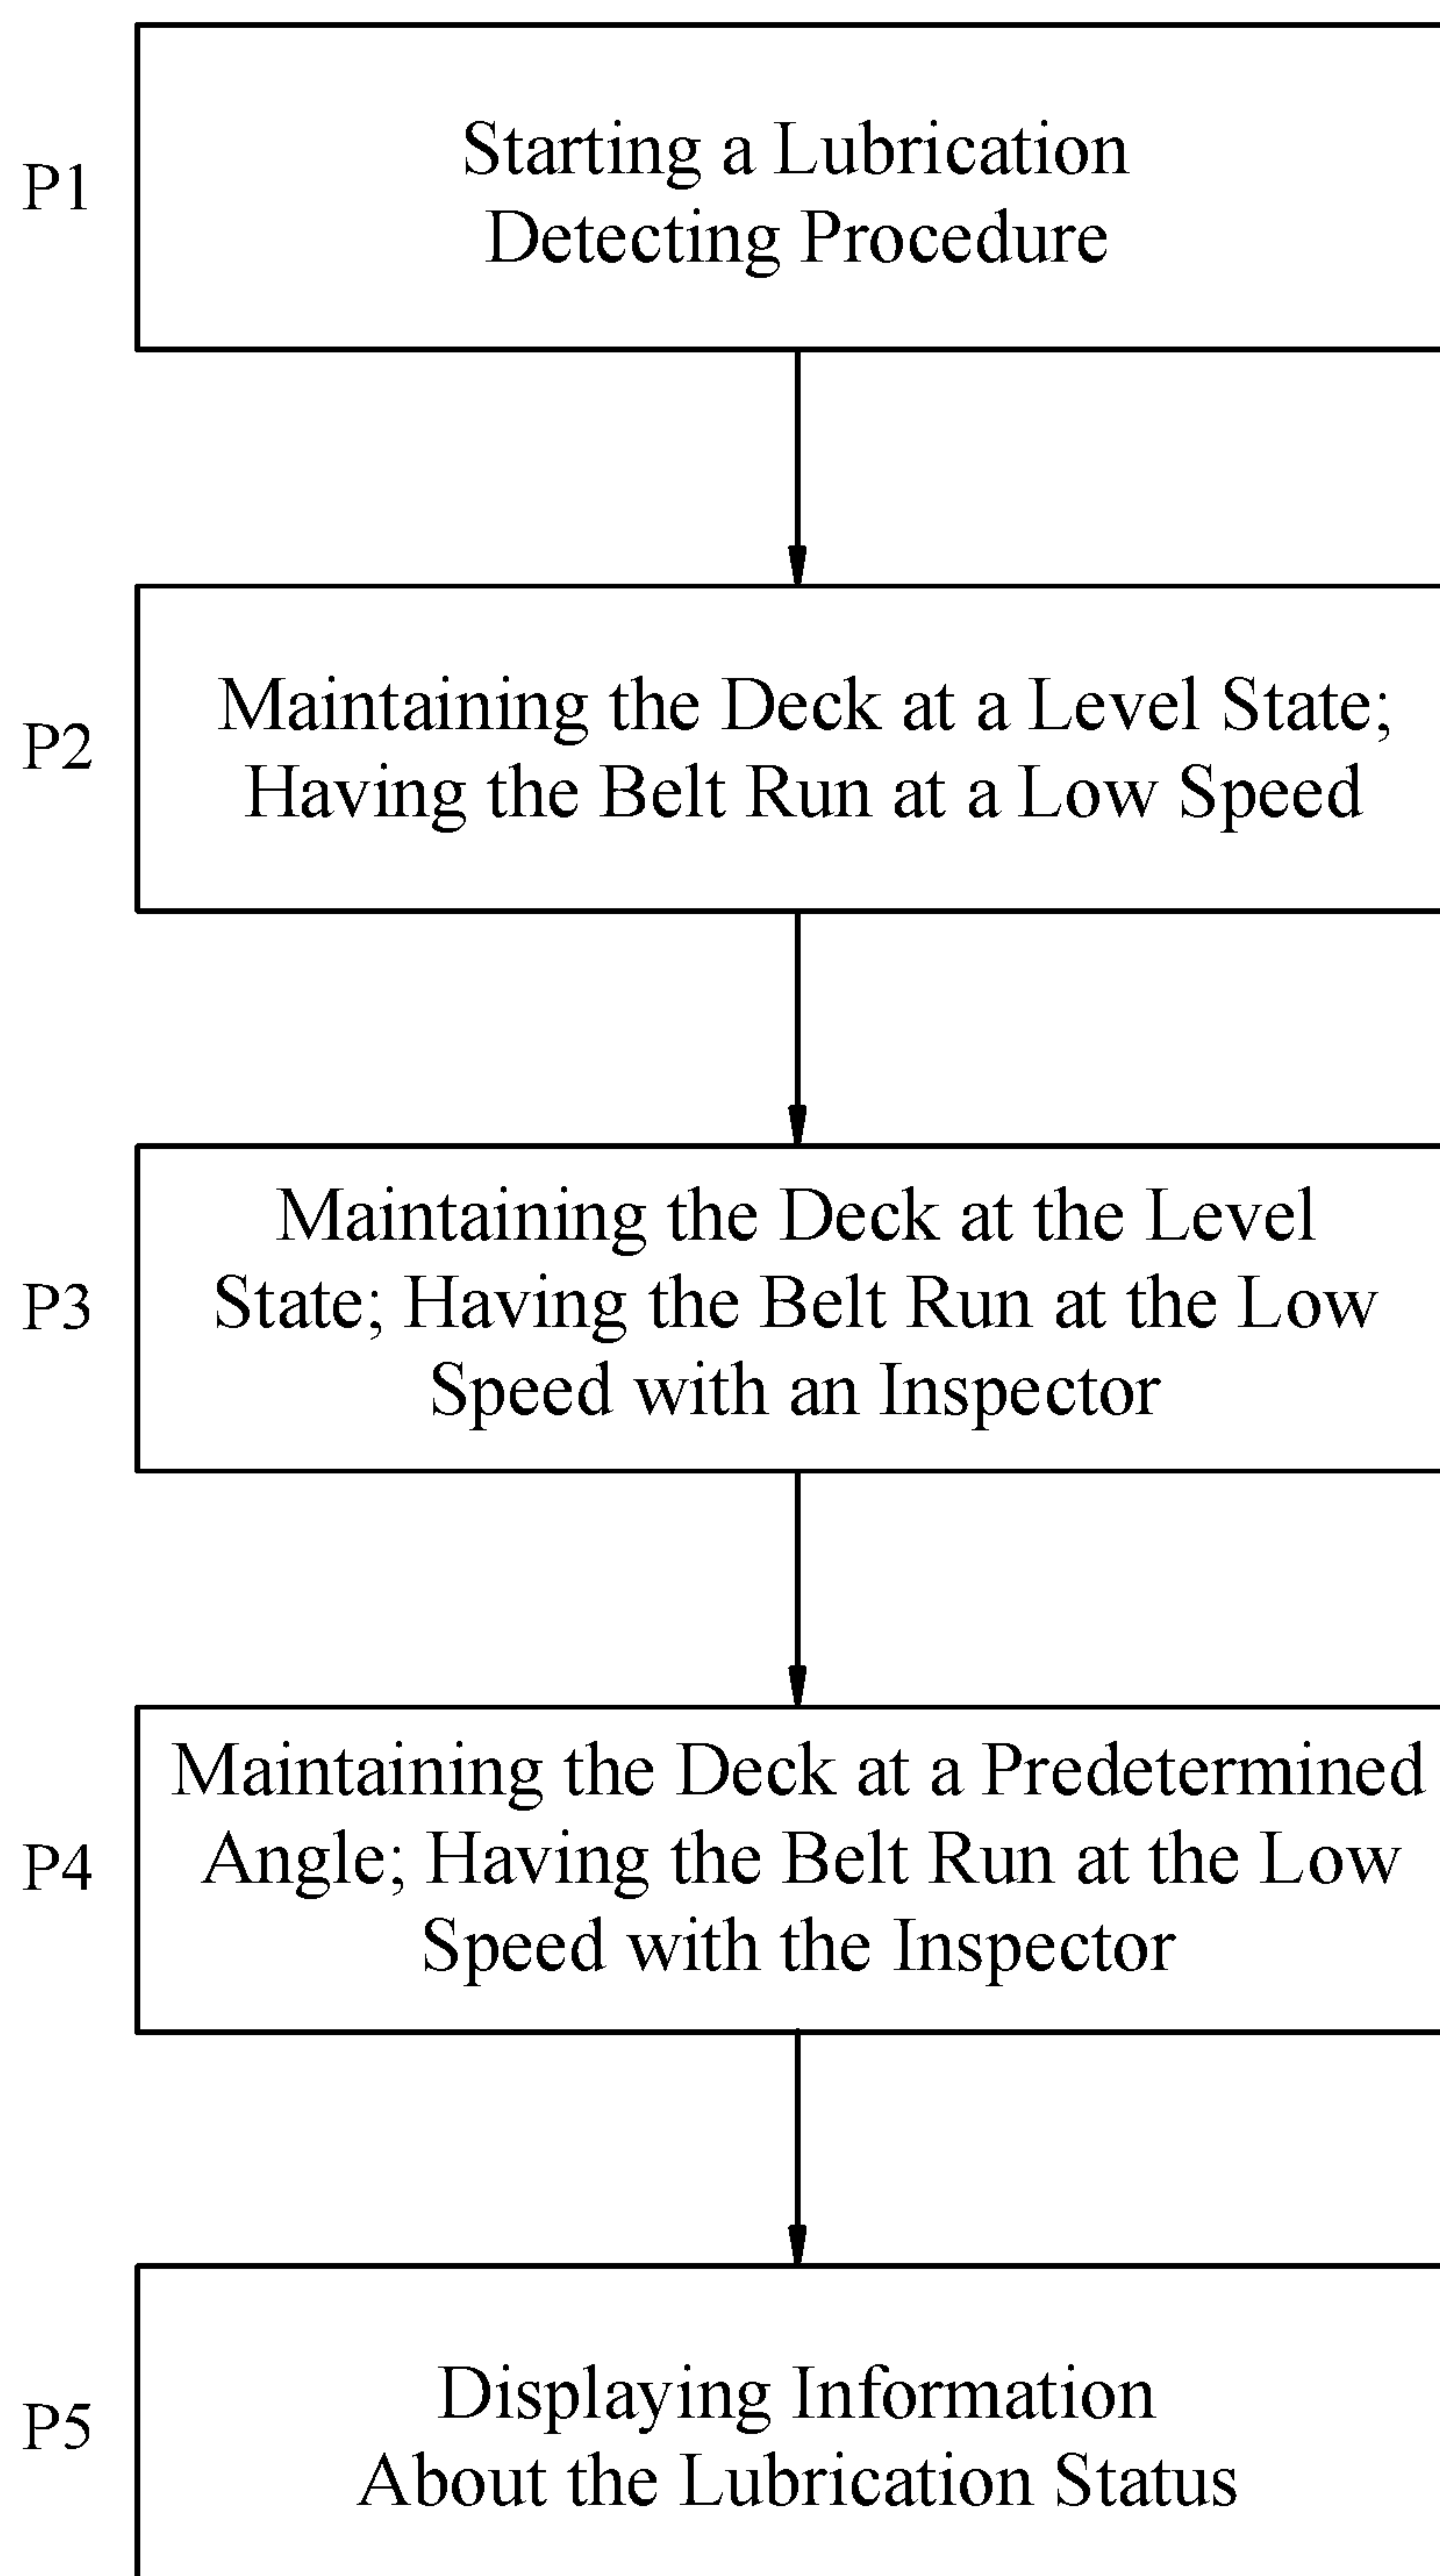 P1
Starting a Lubrication
Detecting Procedure
P2
Maintaining the Deck at a Level State;
Having the Belt Run at a Low Speed
P3
Maintaining the Deck at the Level
State; Having the Belt Run at the Low
Speed with an Inspector
P4
Maintaining the Deck at a Predetermined
Angle; Having the Belt Run at the Low
Speed with the Inspector
P5
Displaying Information
About the Lubrication Status